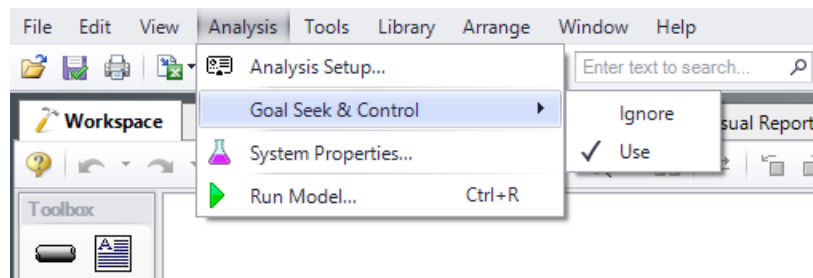 File Edit View Analysis Tools Library Arrange Window Help
Analysis Setup...
Enter text to search...
Goal Seek & Control
Ignore
Workspace
sual Report
Use
System Properties...
Run Model... Ctrl+R
Toolbox
A